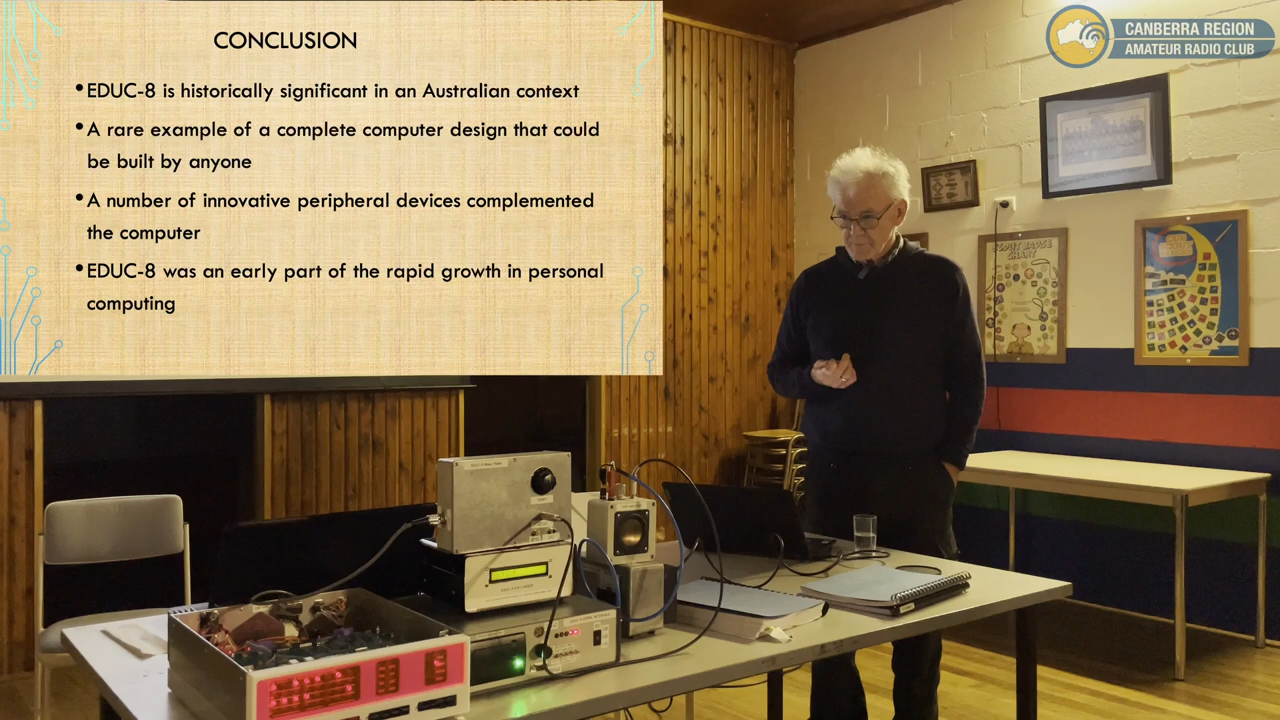 CONCLUSION
•EDUC-8 is historically significant in an Australian context
•A rare example of a complete computer design that could
be built by anyone
•A number of innovative peripheral devices complemented
the computer
•EDUC-8 was an early part of the rapid growth in personal
computing
CANBERRA REGION
AMATEUR RADIO CLUB
CHART